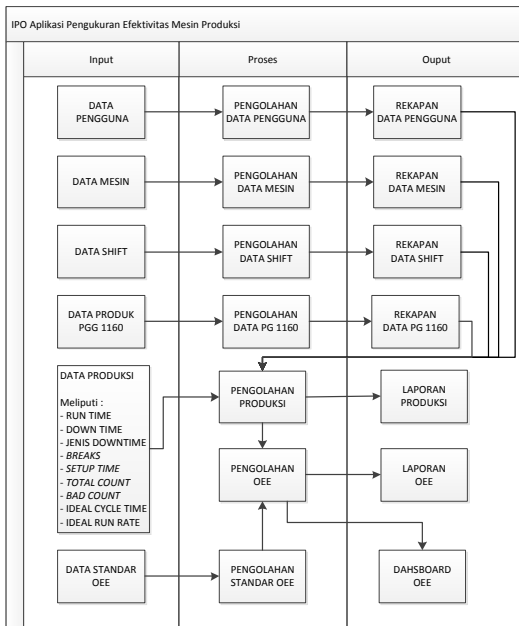 IPO Aplikasi Pengukuran Efektivitas Mesin Produksi
Input
Proses
Ouput
DATA
PENGGUNA
PENGOLAHAN
DATA PENGGUNA
REKAPAN
DATA PENGGUNA
DATA MESIN
PENGOLAHAN
DATA MESIN
REKAPAN
DATA MESIN
DATA SHIFT
PENGOLAHAN
DATA SHIFT
REKAPAN
DATA SHIFT
DATA PRODUK
PGG 1160
PENGOLAHAN
DATA PG 1160
REKAPAN
DATA PG 1160
DATA PRODUKSI
Meliputi :
- RUN TIME
- DOWN TIME
- JENIS DOWNTIME
- BREAKS
- SETUP TIME
- TOTAL COUNT
- BAD COUNT
- IDEAL CYCLE TIME
- IDEAL RUN RATE
PENGOLAHAN
PRODUKSI
LAPORAN
PRODUKSI
PENGOLAHAN
OEE
LAPORAN
OEE
DATA STANDAR
OEE
PENGOLAHAN
STANDAR OEE
DAHSBOARD
OEE